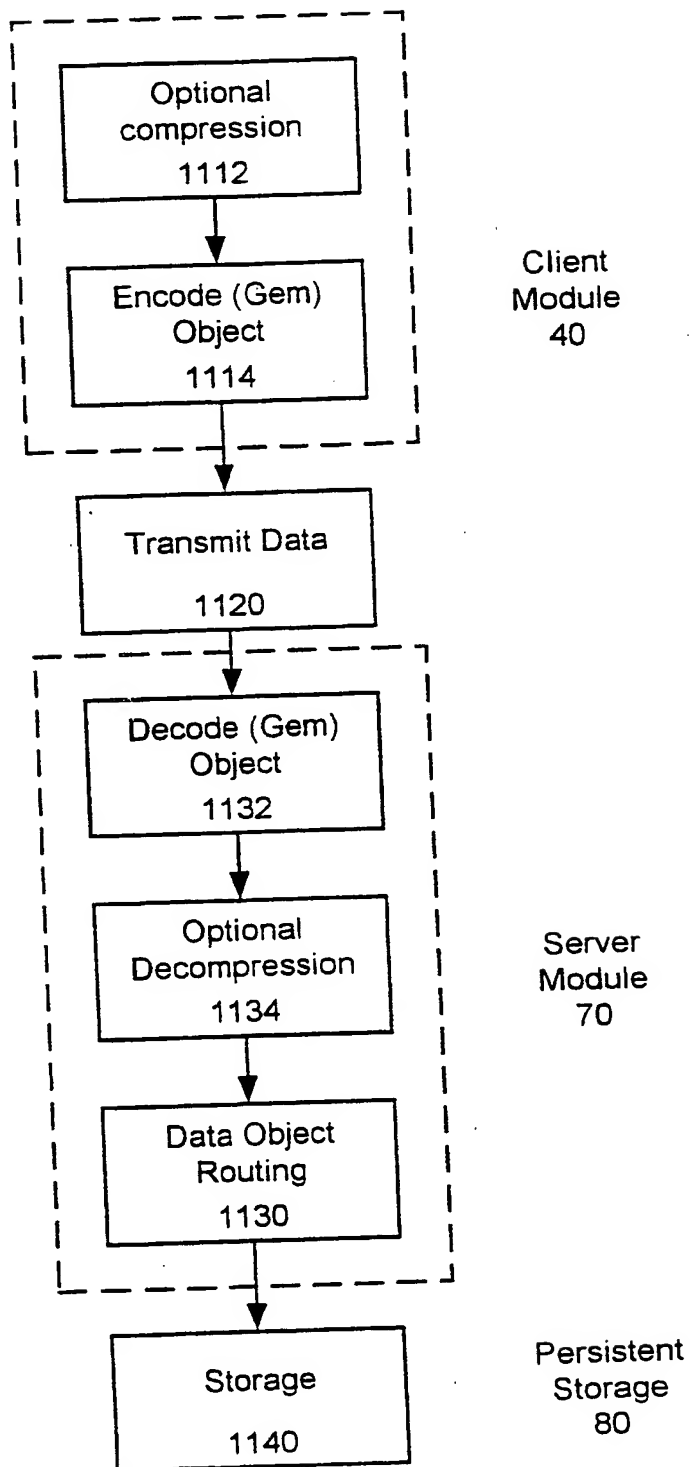 Optional
compression
1112
Encode (Gem)
Object
1114
Client
Module
40
Transmit Data
1120
Decode (Gem)
Object
1132
Optional
Decompression
1134
Data Object
Routing
1130
Server
Module
70
Storage
1140
Persistent
Storage
80